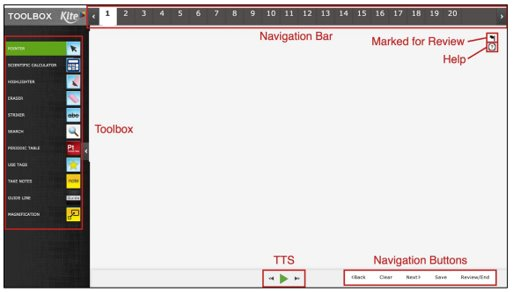 TOOLBOX Kite
1 2 3 4 5 6 7 8 9 10 11 12 13 14 15 16 17 18 19 20
Navigation Bar
Marked for Review
Help
POINTER
SCIENTIFIC CALCULATOR
HIGHLIGHTER
ERASER
STRIKER abc
SEARCH
Toolbox
PERIODIC TABLE
USE TAGS
TAKE NOTES
GUIDE LINE
MAGNIFICATION
TTS
Navigation Buttons
<Back Clear Next> Save Review/End